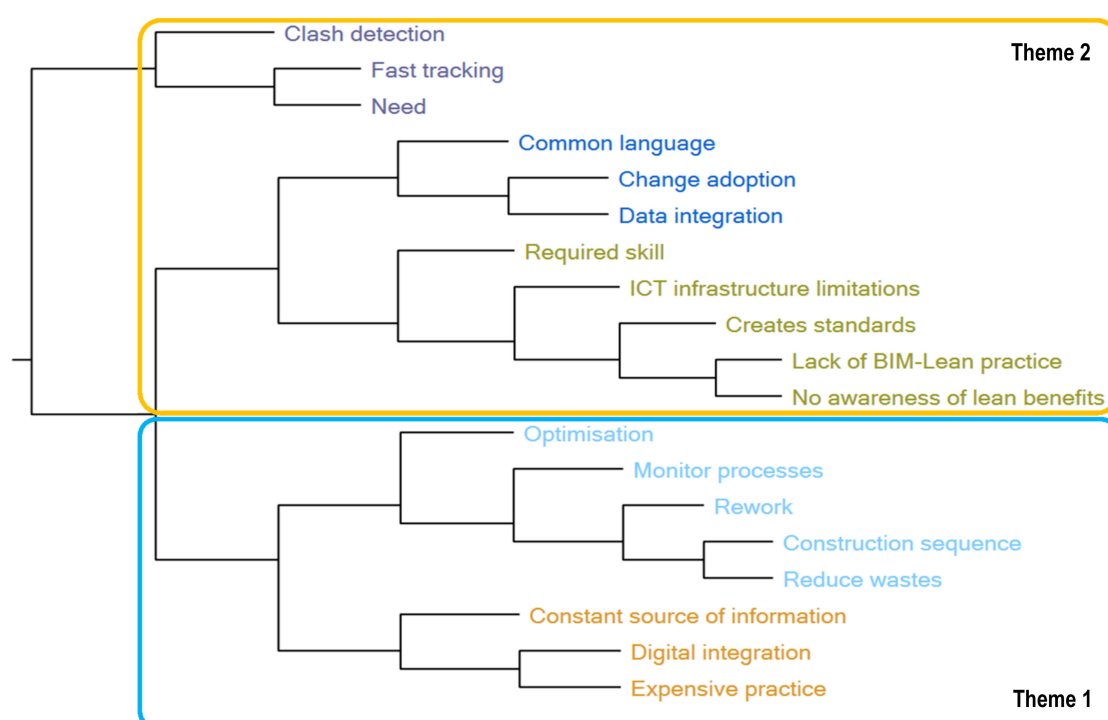 Clash detection
Theme 2
Fast tracking
Need
Common language
Change adoption
Data integration
Required skill
ICT infrastructure limitations
Creates standards
Lack of BIM-Lean practice
No awareness of lean benefits
Optimisation
Monitor processes
Rework
Construction sequence
Reduce wastes
Constant source of information
Digital integration
Expensive practice
Theme 1